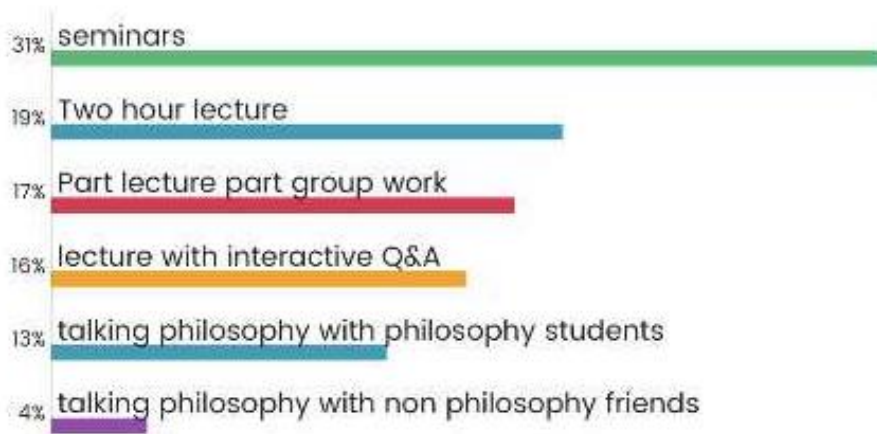 seminars
31%
Two hour lecture
19%
Part lecture part group work
17%
lecture with interactive Q&A
16%
talking philosophy with philosophy students
13%
talking philosophy with non philosophy friends
4%